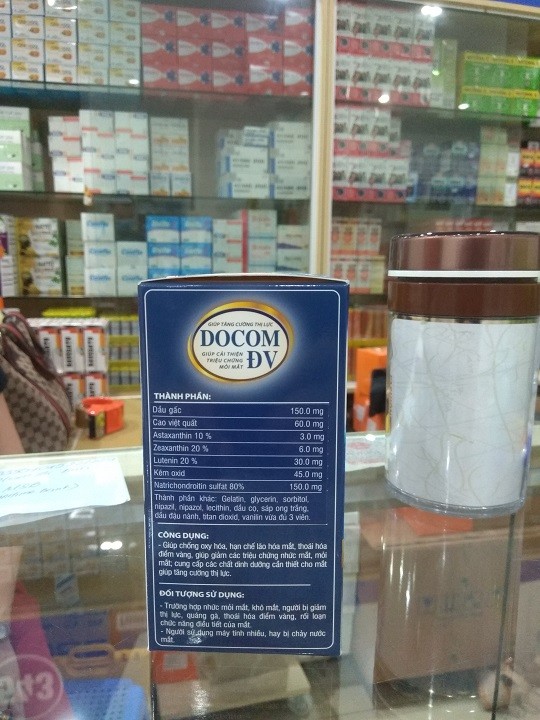 GIÚP TĂNG CƯỜNG THỊ LỰC
DOCOM
GIÚP CẢI THIỆN
TRIỆU CHỨNG
MỎI MẮT
ĐV
THÀNH PHẦN:
Dầu gấc 150.0 mg
Cao việt quất 60.0 mg
Astaxanthin 10 % 3.0 mg
Zeaxanthin 20 % 6.0 mg
Lutenin 20 % 30.0 mg
Kẽm oxid 45.0 mg
Natrichondroitin sulfat 80% 150.0 mg
Thành phần khác: Gelatin, glycerin, sorbitol,
nipazil, nipazol, lecithin, dầu cọ, sáp ong trắng,
dầu đậu nành, titan dioxid, vanilin vừa đủ 3 viên.
CÔNG DỤNG:
- Giúp chống oxy hóa, hạn chế lão hóa mắt, thoái hóa
điểm vàng, giúp giảm các triệu chứng nhức mắt, mỏi
mắt; cung cấp các chất dinh dưỡng cần thiết cho mắt
giúp tăng cường thị lực.
ĐỐI TƯỢNG SỬ DỤNG:
- Trường hợp nhức mỏi mắt, khô mắt, người bị giảm
thị lực, quáng gà, thoái hóa điểm vàng, rối loạn
chức năng điều tiết của mắt.
- Người sử dụng máy tính nhiều, hay bị chảy nước
mắt.